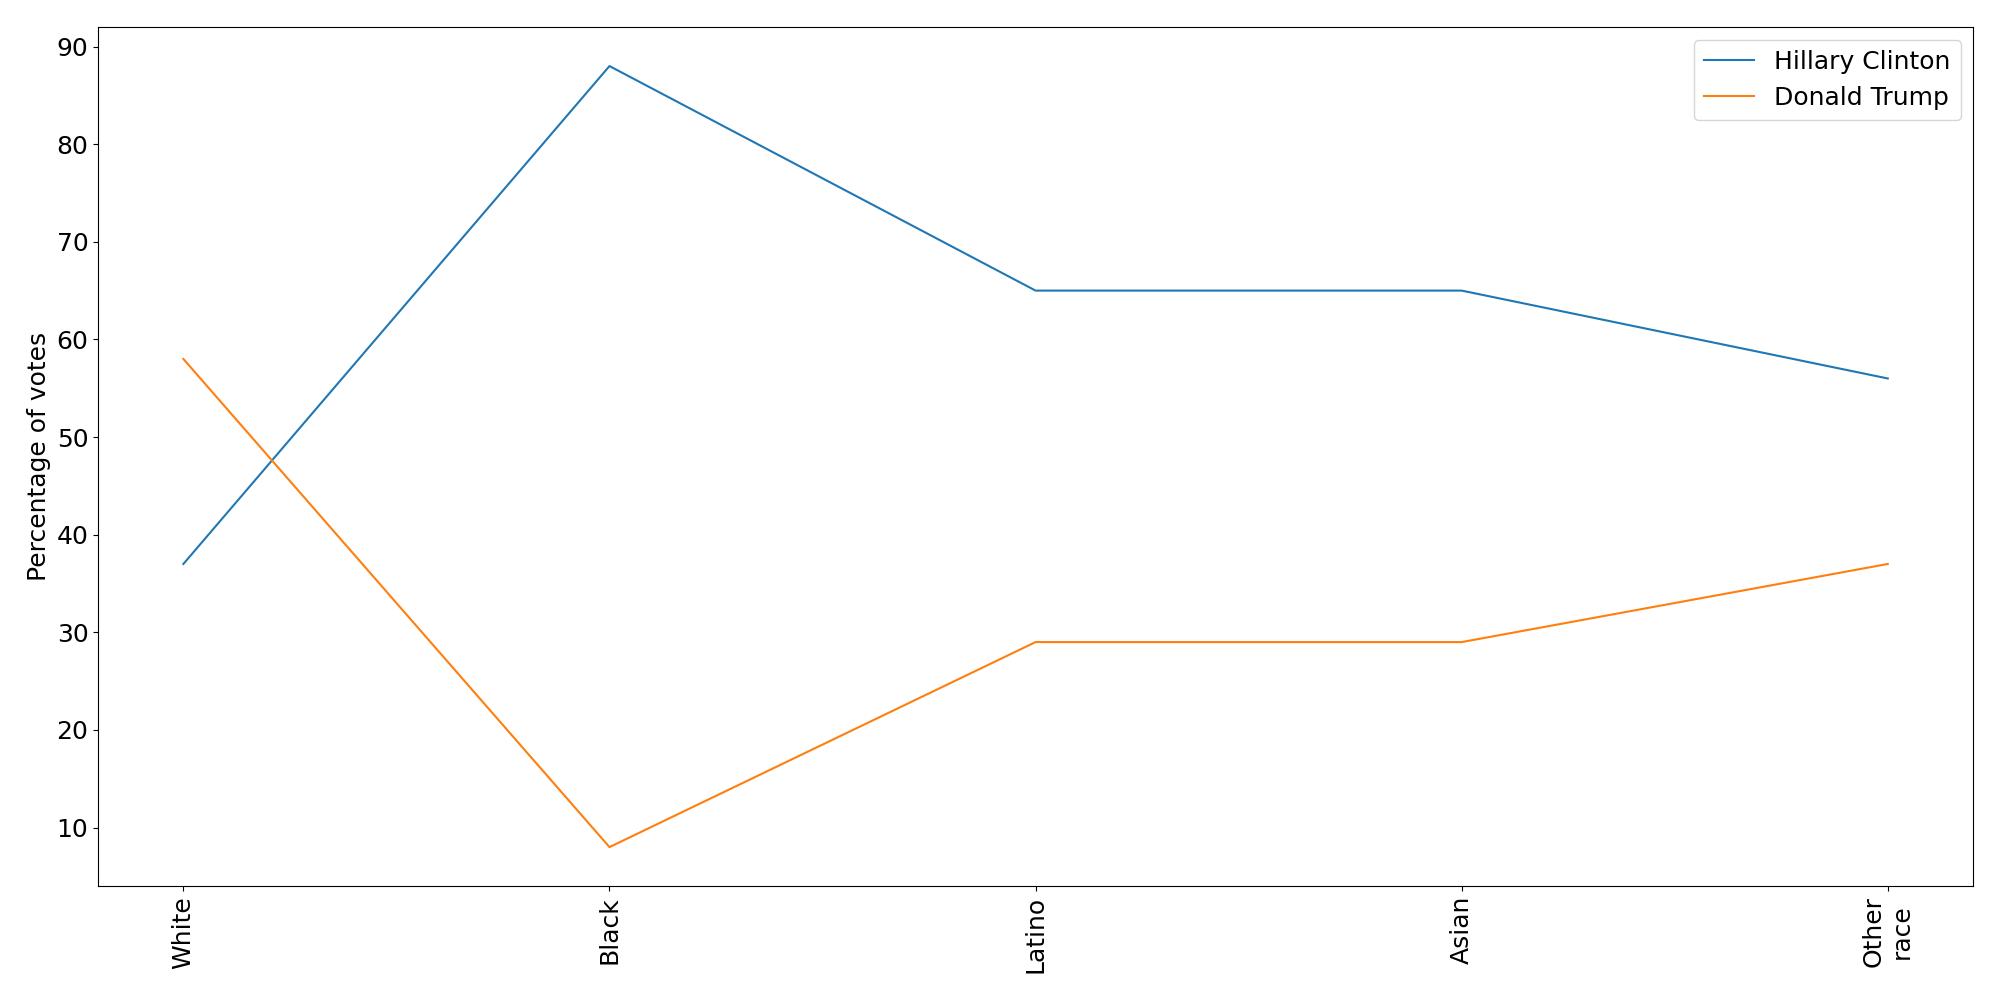 Hillary Clinton
Donald Trump
Percentage of votes
90
80
70
60
50
40
30
20
10
White
Black
Latino
Asian
Other
race